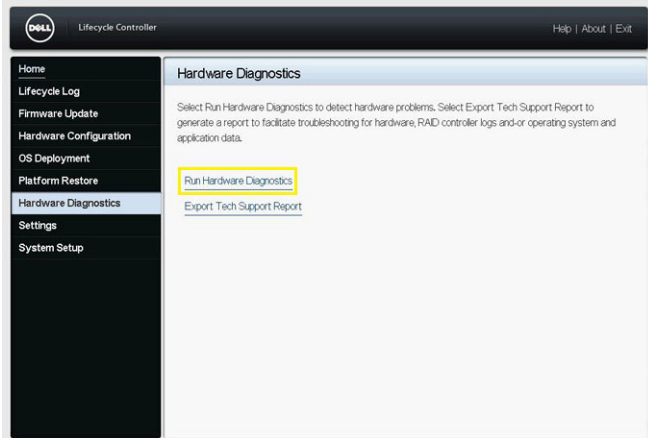 DELL Lifecycle Controller Help | About | Exit
Home
Lifecycle Log
Firmware Update
Hardware Configuration
OS Deployment
Platform Restore
Hardware Diagnostics
Settings
System Setup
Hardware Diagnostics
Select Run Hardware Diagnostics to detect hardware problems. Select Export Tech Support Report to
generate a report to facilitate troubleshooting for hardware, RAID controller logs and-or operating system and
application data.
Run Hardware Diagnostics
Export Tech Support Report